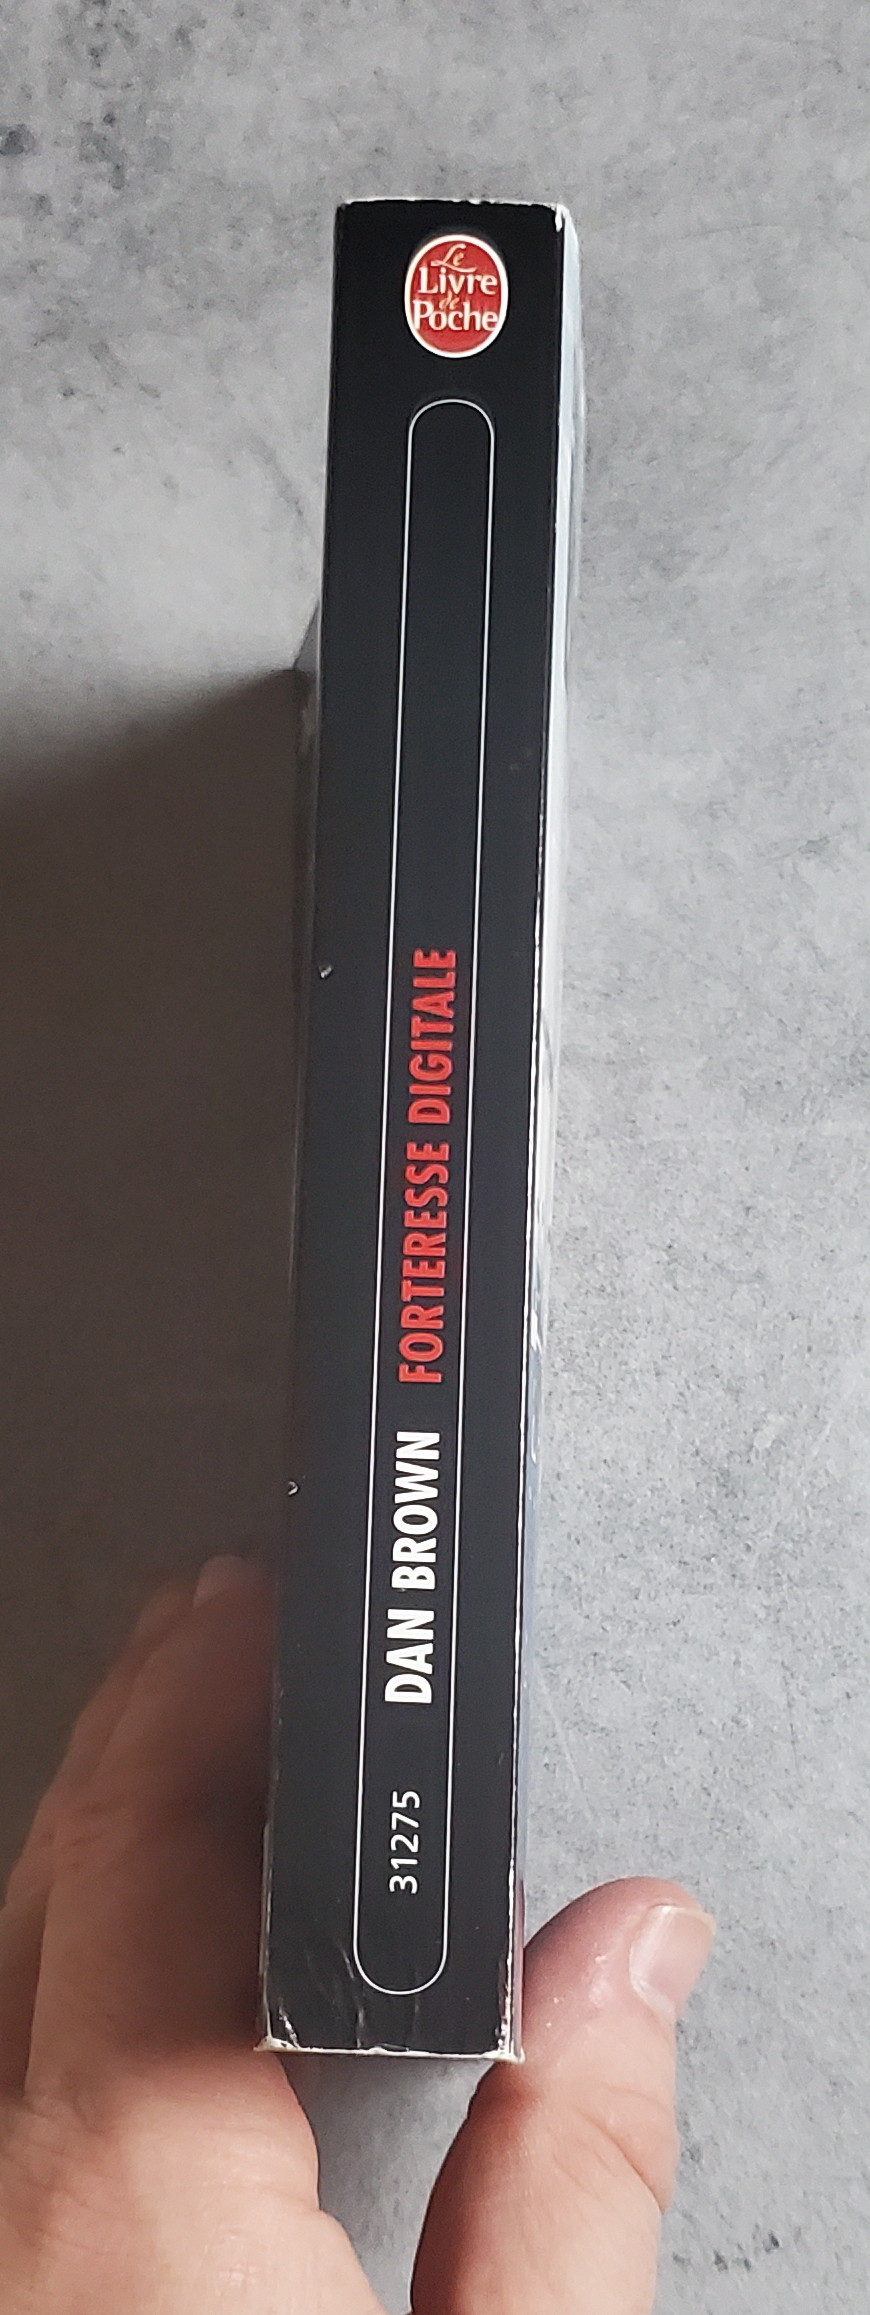 Le
Livre
de
Poche
31275 DAN BROWN FORTERESSE DIGITALE